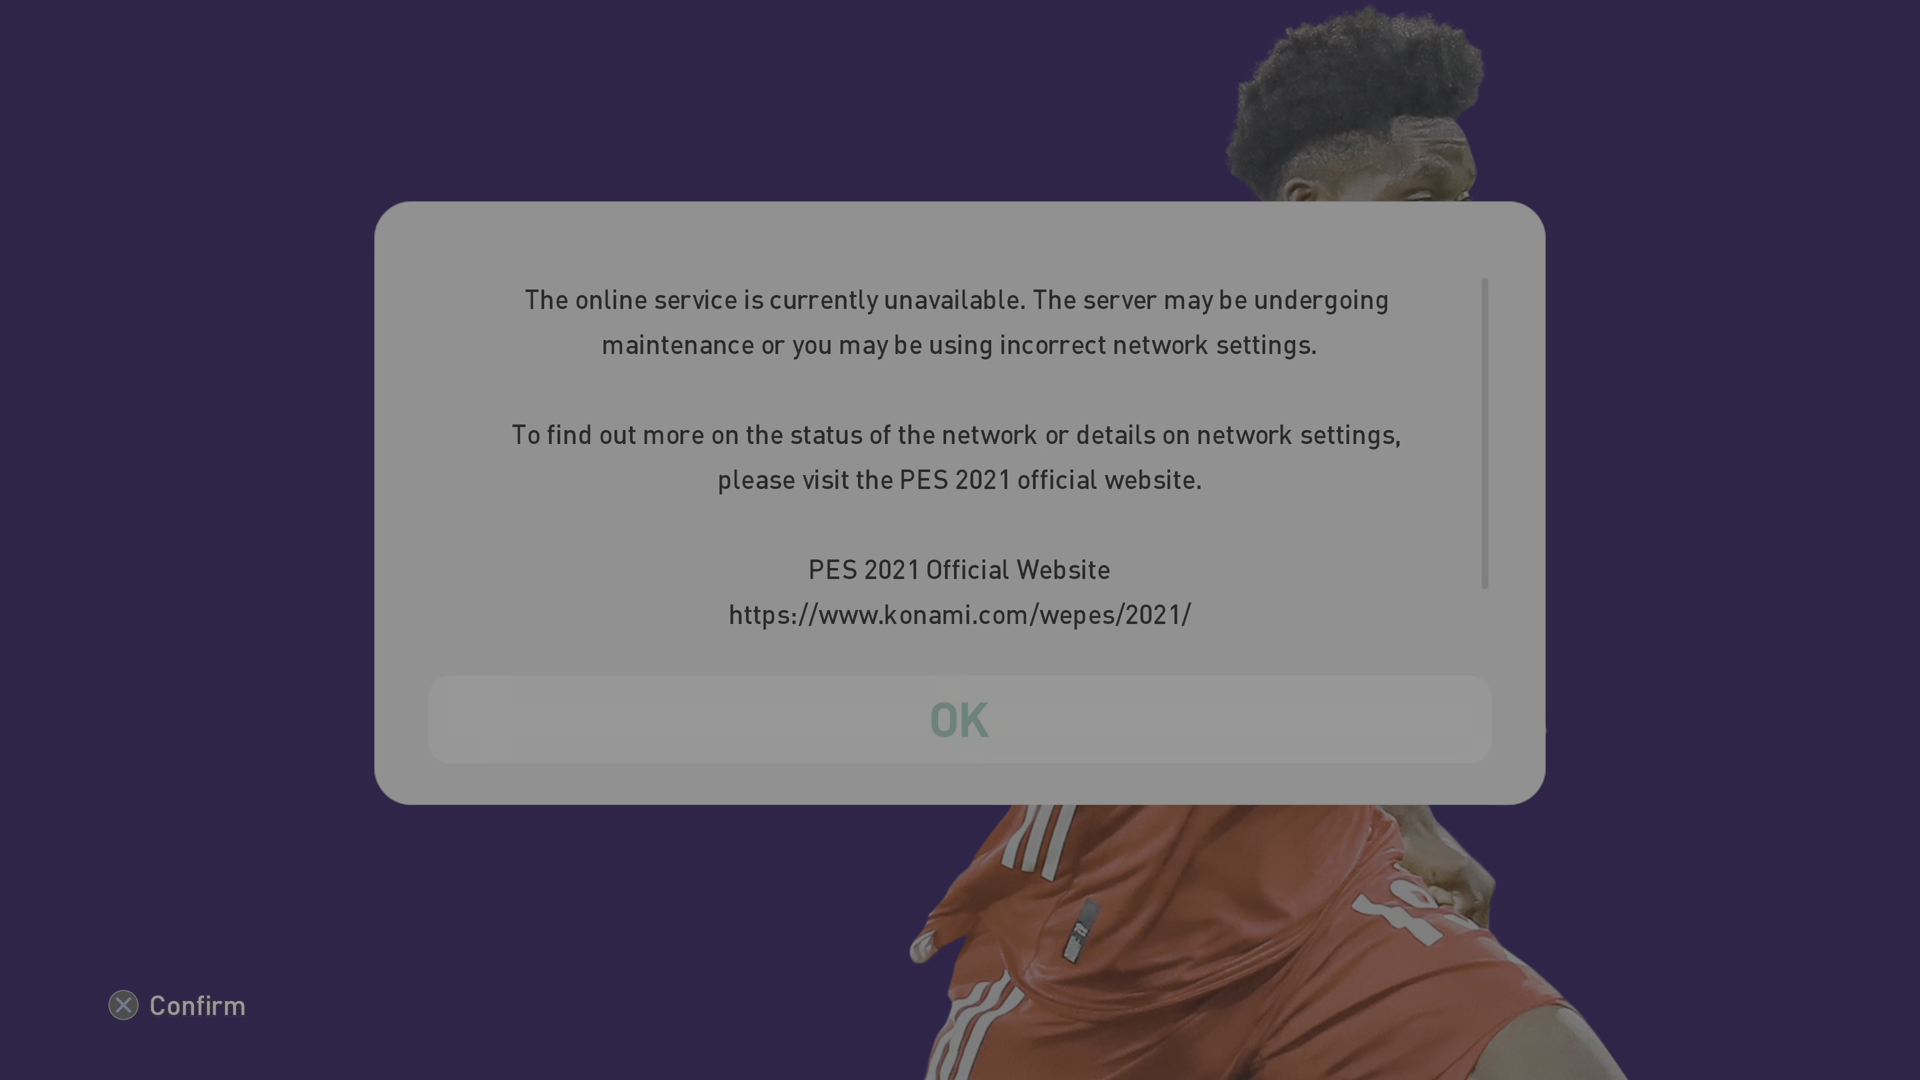 The online service is currently unavailable. The server may be undergoing
maintenance or you may be using incorrect network settings.
To find out more on the status of the network or details on network settings,
please visit the PES 2021 official website.
PES 2021 Official Website
https://www.konami.com/wepes/2021/
OK
Confirm